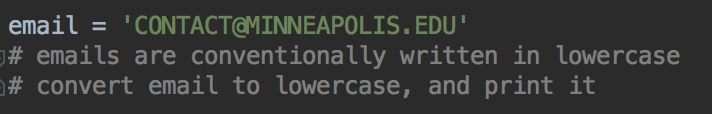 email = 'CONTACT@MINNEAPOLIS.EDU'
# emails are conventionally written in lowercase
# convert email to lowercase, and print it